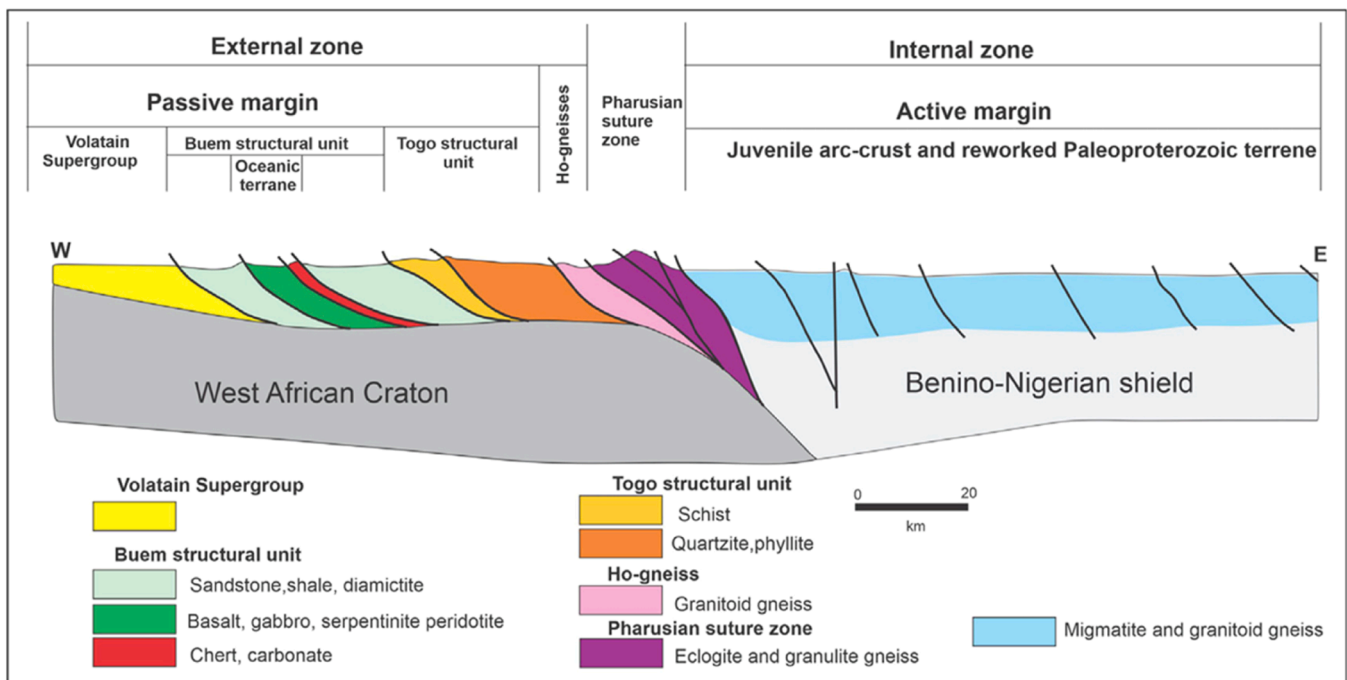 External zone
Internal zone
Passive margin
Ho-gneisses
Pharusian
suture
zone
Active margin
Volatain
Supergroup
Buem structural unit
Oceanic
terrane
Togo structural
unit
Juvenile arc-crust and reworked Paleoproterozoic terrene
W
E
West African Craton
Benino-Nigerian shield
Volatain Supergroup
Buem structural unit
Sandstone,shale, diamictite
Basalt, gabbro, serpentinite peridotite
Chert, carbonate
Togo structural unit
Schist
Quartzite,phyllite
Ho-gneiss
Granitoid gneiss
Pharusian suture zone
Eclogite and granulite gneiss
0 20
km
Migmatite and granitoid gneiss